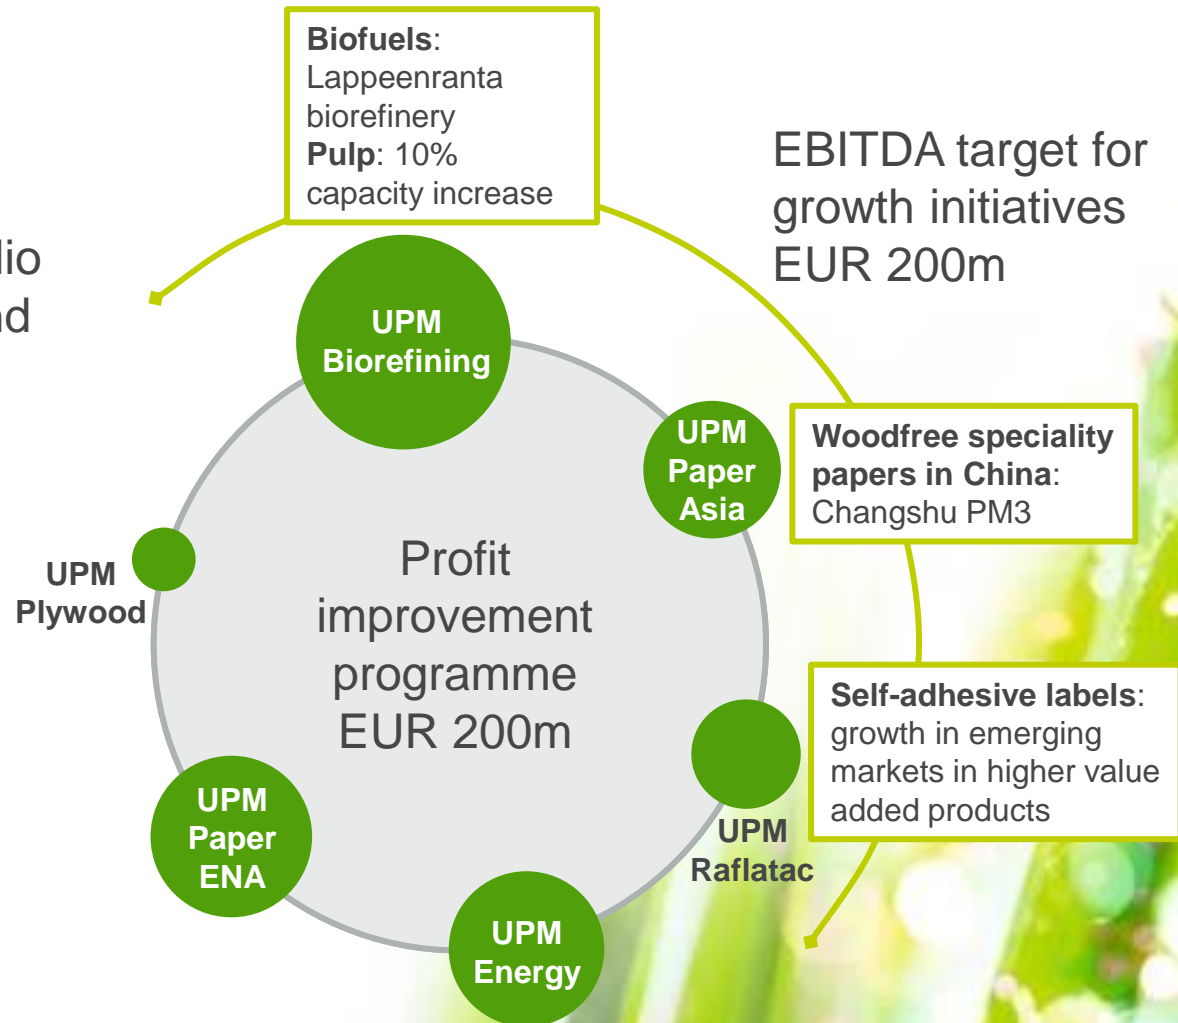 Biofuels:
Lappeenranta
biorefinery
Pulp: 10%
capacity increase
EBITDA target for
growth initiatives
EUR 200m
UPM
Biorefining
UPM
Paper
Asia
Woodfree speciality
papers in China:
Changshu PM3
Profit
improvement
programme
EUR 200m
UPM
Plywood
Self-adhesive labels:
growth in emerging
markets in higher value
added products
UPM
Raflatac
UPM
Paper
ENA
UPM
Energy